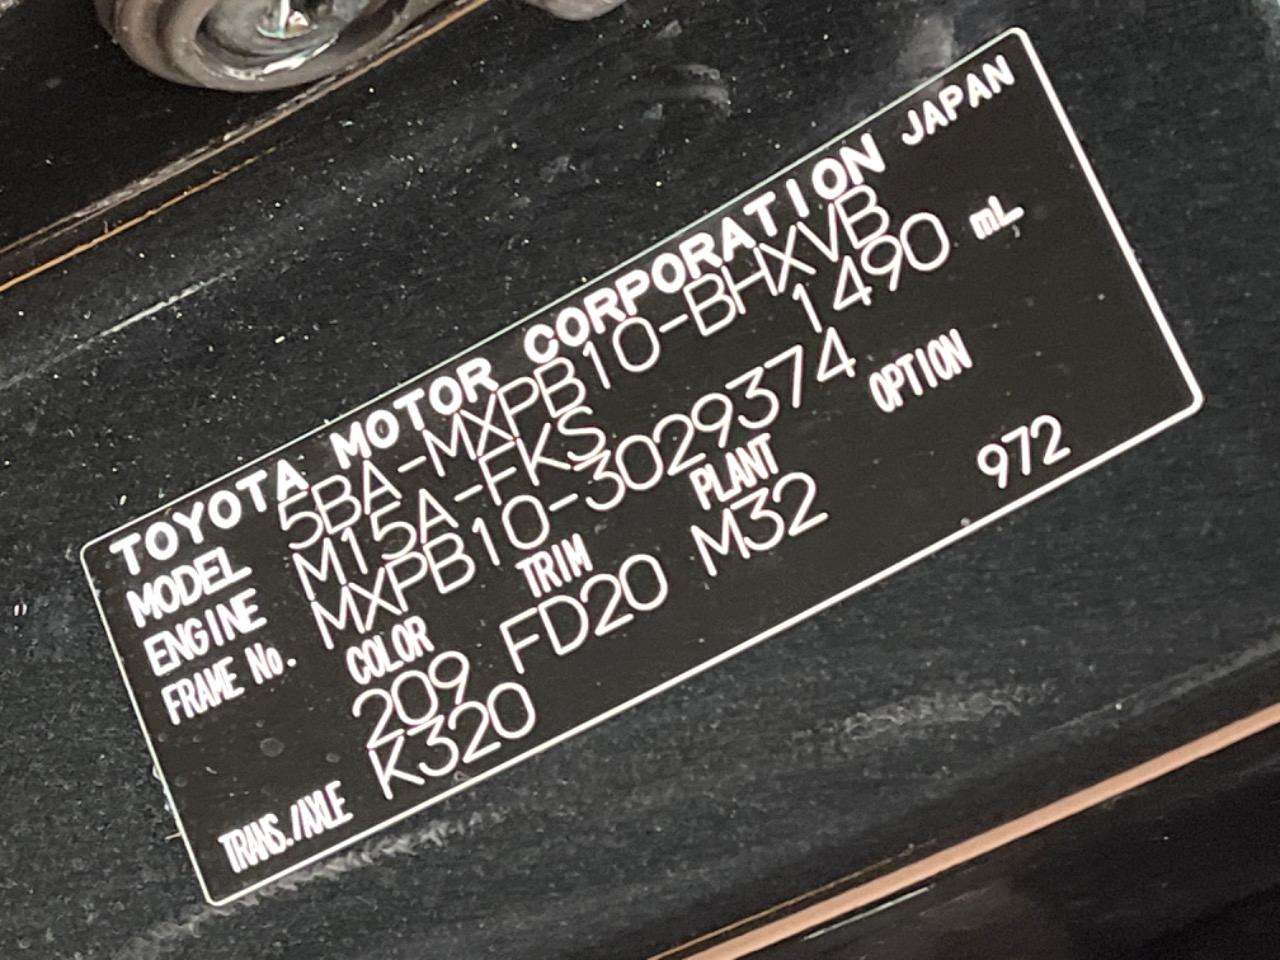 TOYOTA MOTOR CORPORATION JAPAN
MODEL 5BA-MXPB10-BHXVB
ENGINE M15A-FKS 1490 mL
FRAME No. MXPB10-3029374
COLOR TRIM PLANT OPTION
209 FD20 M32 972
TRANS./AXLE K320